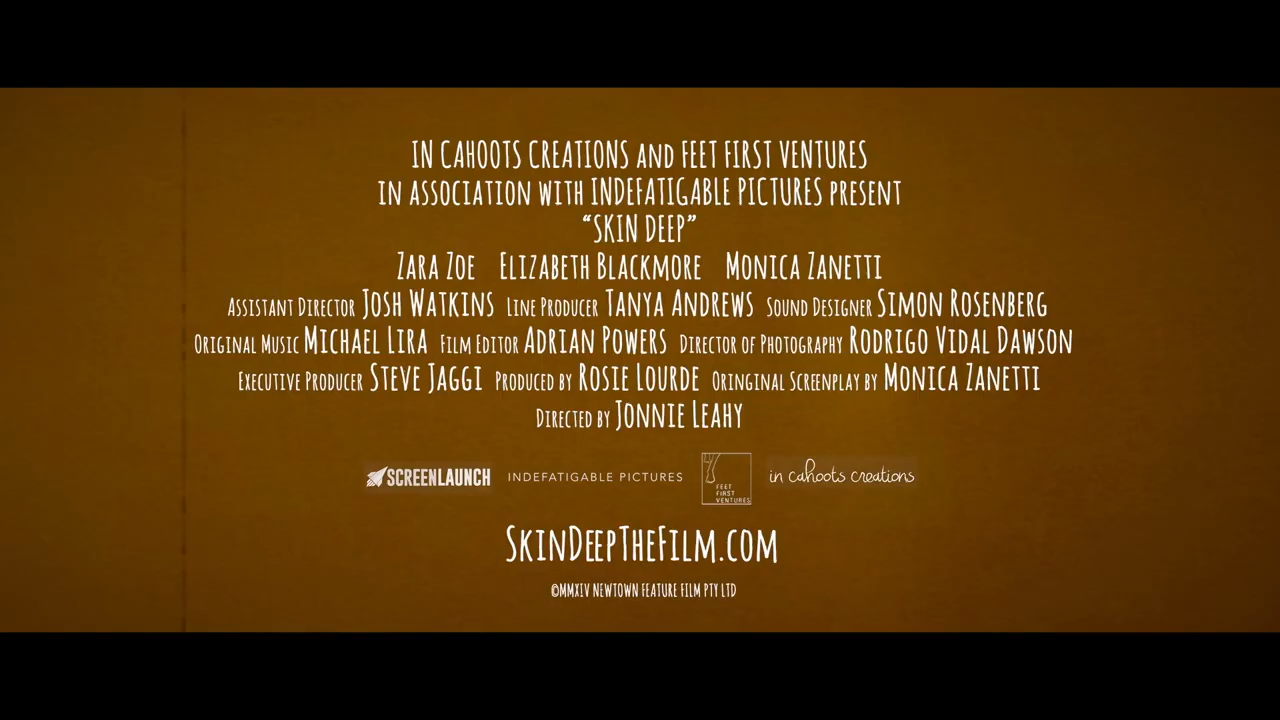 IN CAHOOTS CREATIONS AND FEET FIRST VENTURES
IN ASSOCIATION WITH INDEFATIGABLE PICTURES PRESENT
“SKIN DEEP”
ZARA ZOE ELIZABETH BLACKMORE MONICA ZANETTI
ASSISTANT DIRECTOR JOSH WATKINS LINE PRODUCER TANYA ANDREWS SOUND DESIGNER SIMON ROSENBERG
ORIGINAL MUSIC MICHAEL LIRA FILM EDITOR ADRIAN POWERS DIRECTOR OF PHOTOGRAPHY RODRIGO VIDAL DAWSON
EXECUTIVE PRODUCER STEVE JAGGI PRODUCED BY ROSIE LOURDE ORINGINAL SCREENPLAY BY MONICA ZANETTI
DIRECTED BY JONNIE LEAHY
SCREENLAUNCH INDEFATIGABLE PICTURES
FEET
FIRST
VENTURES
in cahoots creations
SKINDEEPTHEFILM.COM
©MMXIV NEWTOWN FEATURE FILM PTY LTD